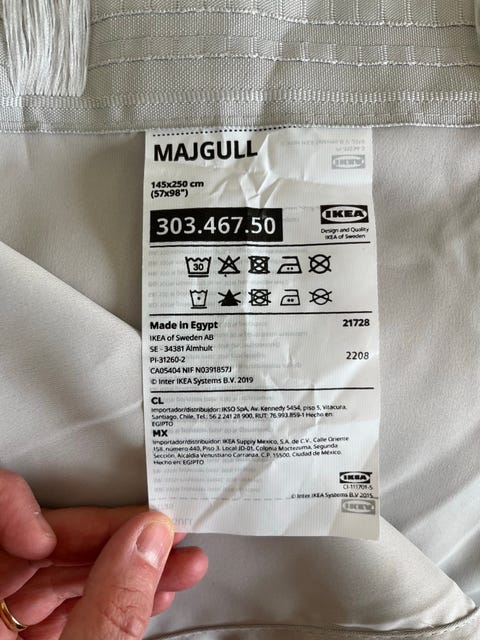 MAJGULL
145x250 cm
(57x98”)
303.467.50
IKEA
Design and Quality
IKEA of Sweden
30
Made in Egypt 21728
IKEA of Sweden AB
SE - 34381 Älmhult 2208
PI-31260-2
CA05404 NIF N0391857J
© Inter IKEA Systems B.V. 2019
CL
Importador/distribuidor: IKSO SpA, Av. Kennedy 5454, piso 5, Vitacura,
Santiago, Chile, Tel.: 56 2 241 28 900, RUT: 76.993.859-1 Hecho en:
EGIPTO
MX
Importador/distribuidor: IKEA Supply Mexico, S.A. de C.V., Calle Oriente
158, número 440, Piso 3, Local JD-01, Colonia Moctezuma, Segunda
Sección, Alcaldía Venustiano Carranza, C.P. 15500, Ciudad de México.
Hecho en: EGIPTO
IKEA
CI-111701-5
© Inter IKEA Systems B.V 2015